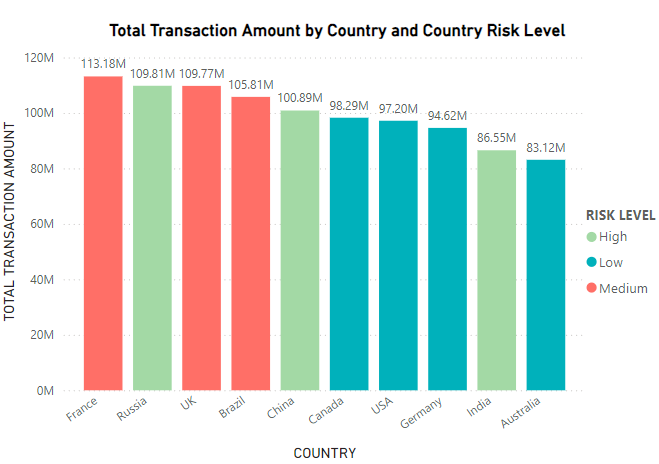 Total Transaction Amount by Country and Country Risk Level
120M
100M
80M
60M
40M
20M
0M
TOTAL TRANSACTION AMOUNT
113.18M
109.81M
109.77M
105.81M
100.89M
98.29M
97.20M
94.62M
86.55M
83.12M
France
Russia
UK
Brazil
China
Canada
USA
Germany
India
Australia
COUNTRY
RISK LEVEL
High
Low
Medium